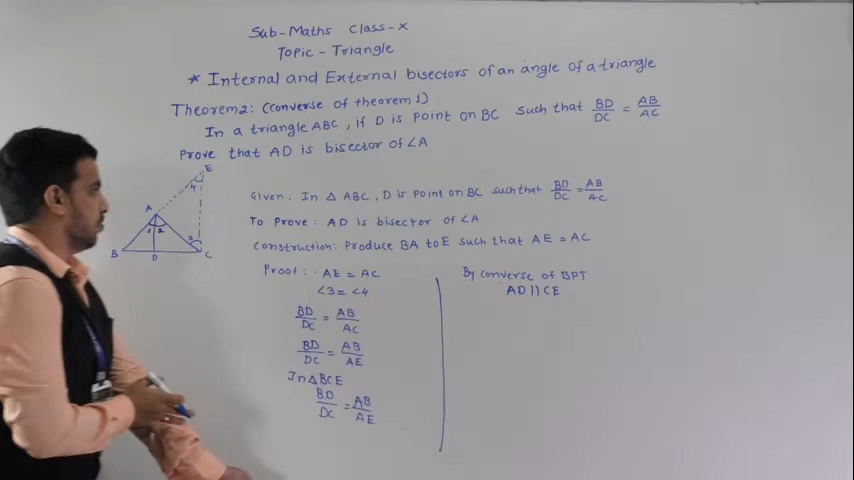 Sub-Maths Class-X
Topic - Triangle
* Internal and External bisectors of an angle of a triangle
Theorem2: (converse of theorem 1)
In a triangle ABC, if D is point on BC such that BD/DC = AB/AC
Prove that AD is bisector of ∠A
Given: In △ ABC, D is point on BC such that BD/DC = AB/AC
To Prove: AD is bisector of ∠A
Construction: Produce BA to E such that AE = AC
Proof: ∵ AE = AC
∠3 = ∠4
BD/DC = AB/AC
BD/DC = AB/AE
In △BCE
BD/DC = AB/AE
By converse of BPT
AD || CE
E
4
A
1 2
3
B D C